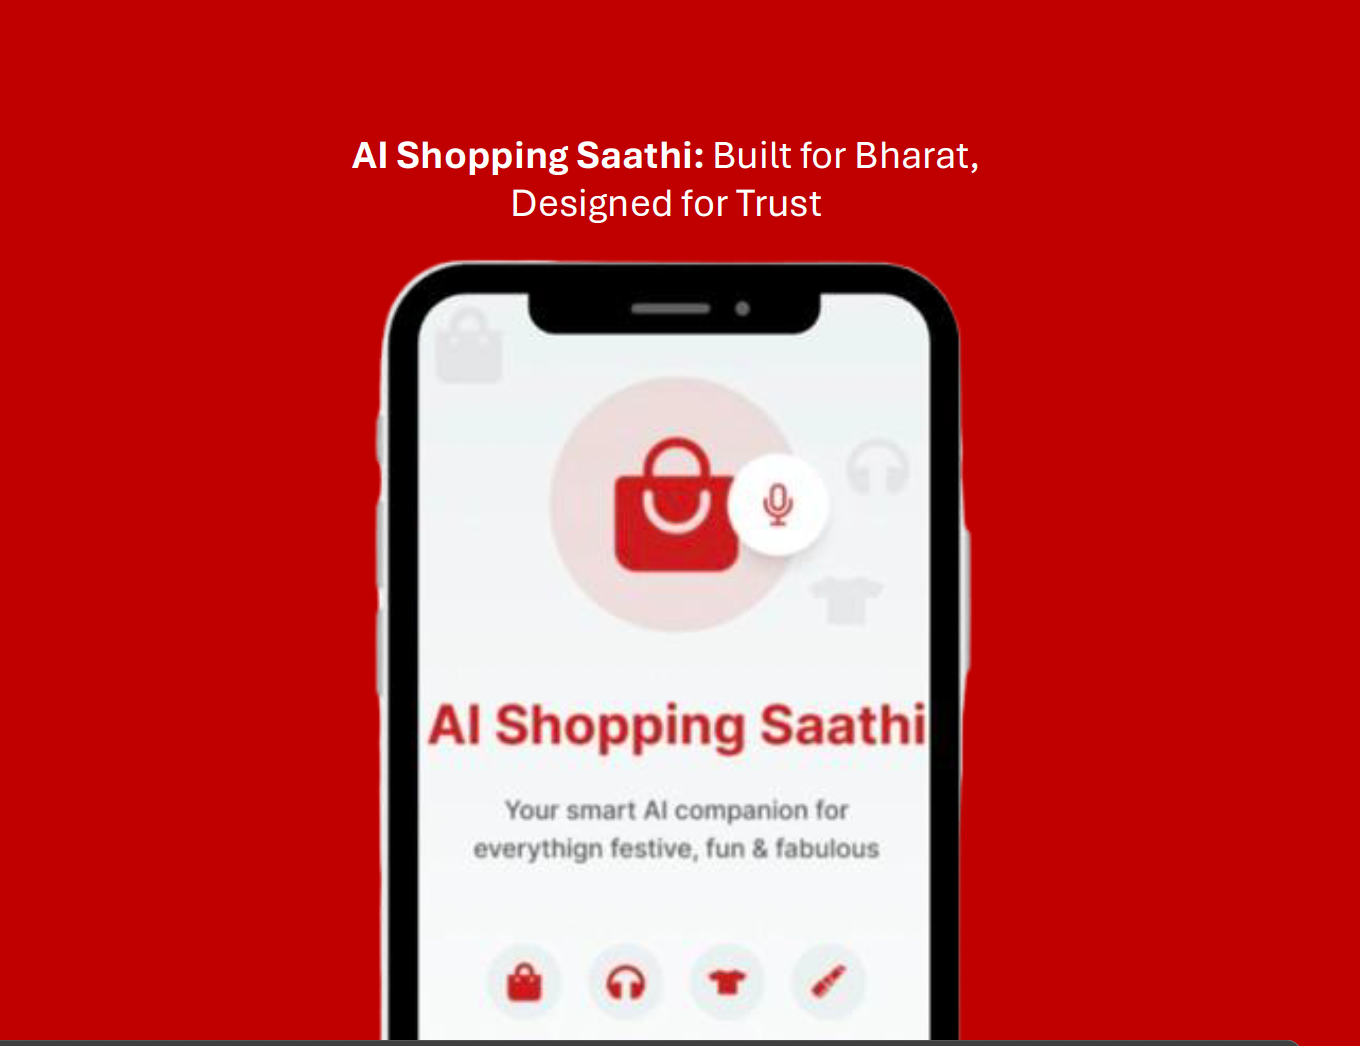 AI Shopping Saathi: Built for Bharat,
Designed for Trust
AI Shopping Saathi
Your smart AI companion for
everythign festive, fun & fabulous